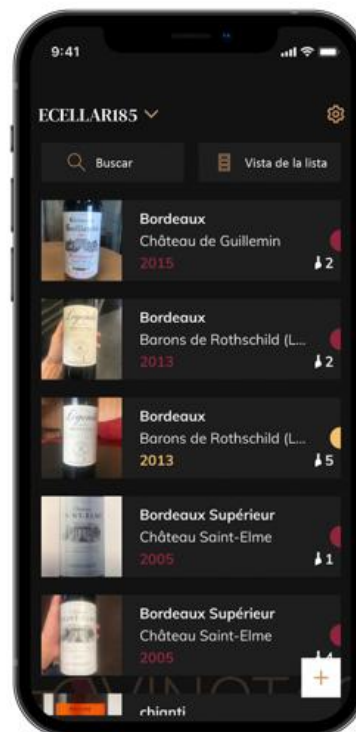 9:41
ECELLAR185
Buscar
Vista de la lista
Bordeaux
Château de Guillemin
2015
2
Bordeaux
Barons de Rothschild (L...
2013
2
Bordeaux
Barons de Rothschild (L...
2013
5
Bordeaux Supérieur
Château Saint-Elme
2005
1
Bordeaux Supérieur
Château Saint-Elme
2005
+
chianti